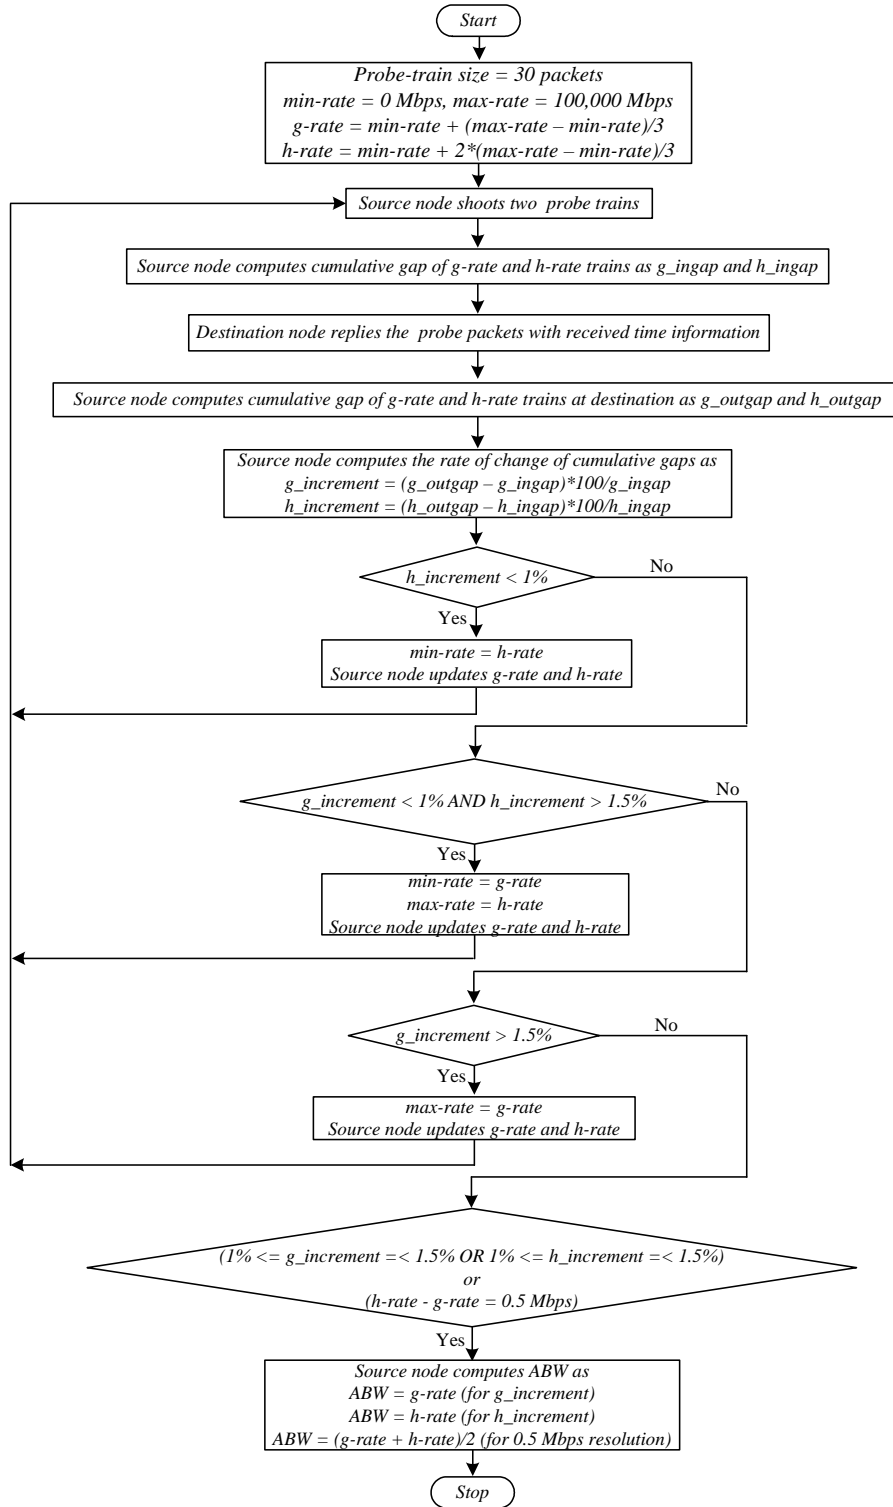 Start
Probe-train size = 30 packets
min-rate = 0 Mbps, max-rate = 100,000 Mbps
g-rate = min-rate + (max-rate – min-rate)/3
h-rate = min-rate + 2*(max-rate – min-rate)/3
Source node shoots two probe trains
Source node computes cumulative gap of g-rate and h-rate trains as g_ingap and h_ingap
Destination node replies the probe packets with received time information
Source node computes cumulative gap of g-rate and h-rate trains at destination as g_outgap and h_outgap
Source node computes the rate of change of cumulative gaps as
g_increment = (g_outgap – g_ingap)*100/g_ingap
h_increment = (h_outgap – h_ingap)*100/h_ingap
h_increment < 1%
No
Yes
min-rate = h-rate
Source node updates g-rate and h-rate
g_increment < 1% AND h_increment > 1.5%
No
Yes
min-rate = g-rate
max-rate = h-rate
Source node updates g-rate and h-rate
g_increment > 1.5%
No
Yes
max-rate = g-rate
Source node updates g-rate and h-rate
(1% <= g_increment =< 1.5% OR 1% <= h_increment =< 1.5%)
or
(h-rate - g-rate = 0.5 Mbps)
Yes
Source node computes ABW as
ABW = g-rate (for g_increment)
ABW = h-rate (for h_increment)
ABW = (g-rate + h-rate)/2 (for 0.5 Mbps resolution)
Stop